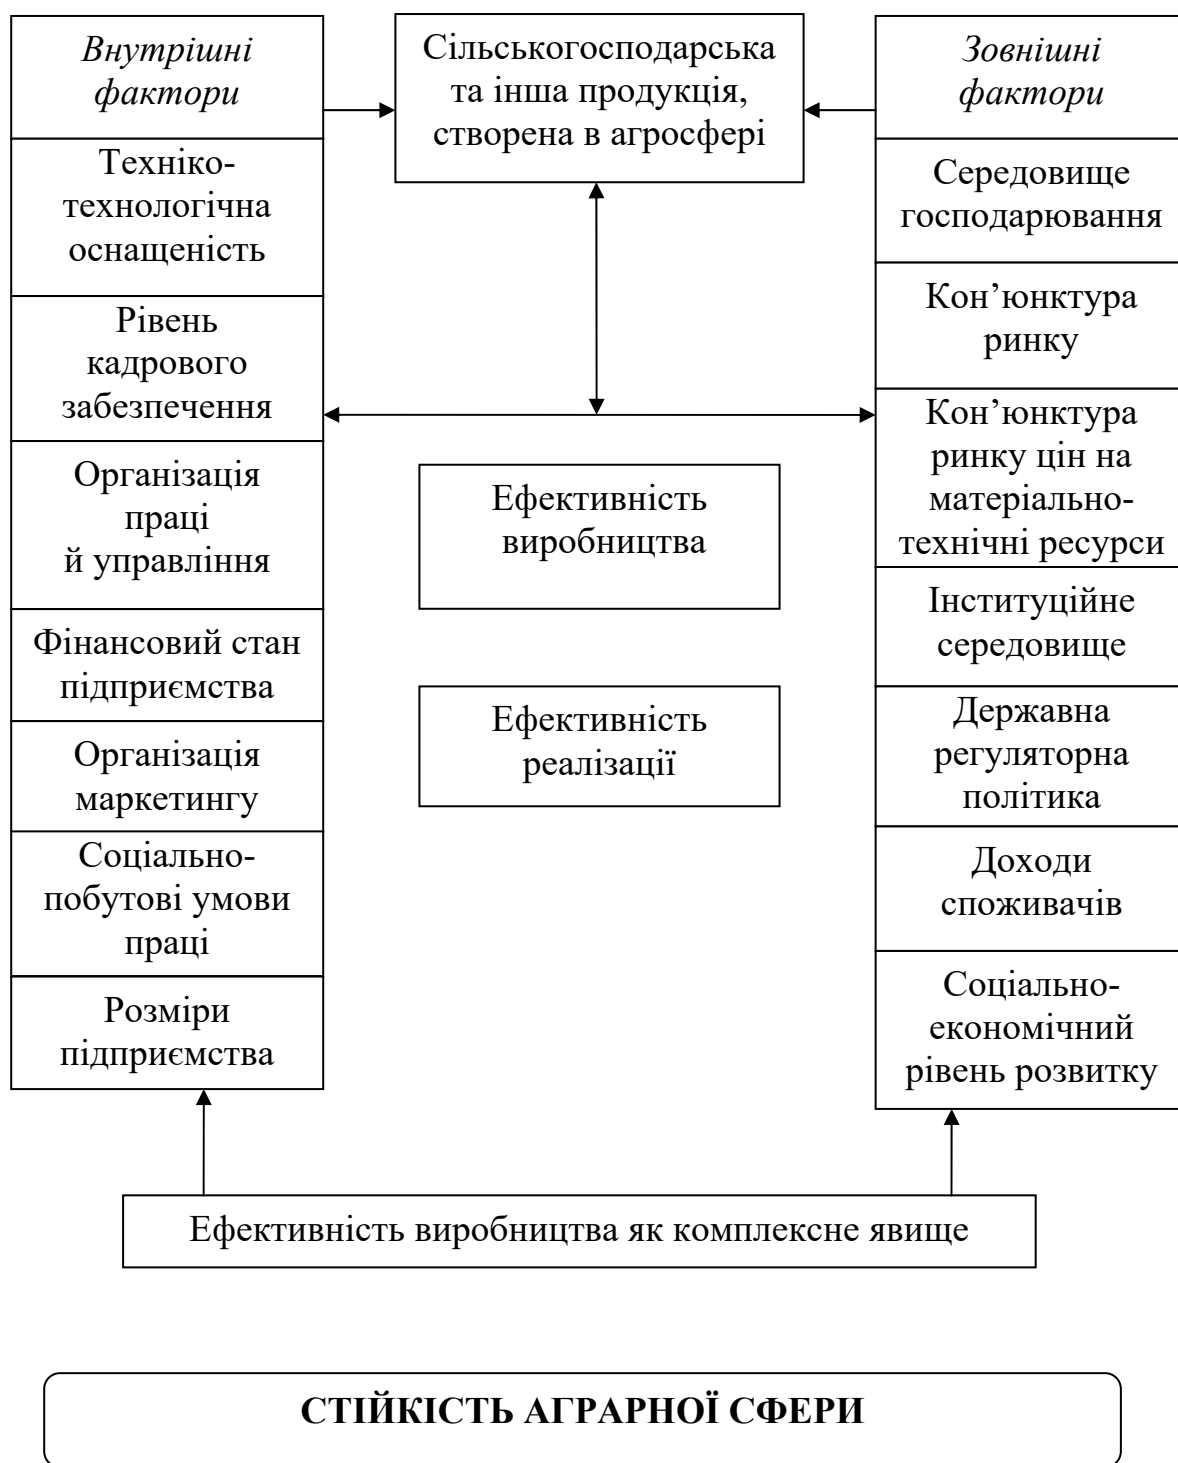 Внутрішні
фактори
Техніко-
технологічна
оснащеність
Рівень
кадрового
забезпечення
Організація
праці
й управління
Фінансовий стан
підприємства
Організація
маркетингу
Соціально-
побутові умови
праці
Розміри
підприємства
Сільськогосподарська
та інша продукція,
створена в агросфері
Ефективність
виробництва
Ефективність
реалізації
Зовнішні
фактори
Середовище
господарювання
Кон’юнктура
ринку
Кон’юнктура
ринку цін на
матеріально-
технічні ресурси
Інституційне
середовище
Державна
регуляторна
політика
Доходи
споживачів
Соціально-
економічний
рівень розвитку
Ефективність виробництва як комплексне явище
СТІЙКІСТЬ АГРАРНОЇ СФЕРИ